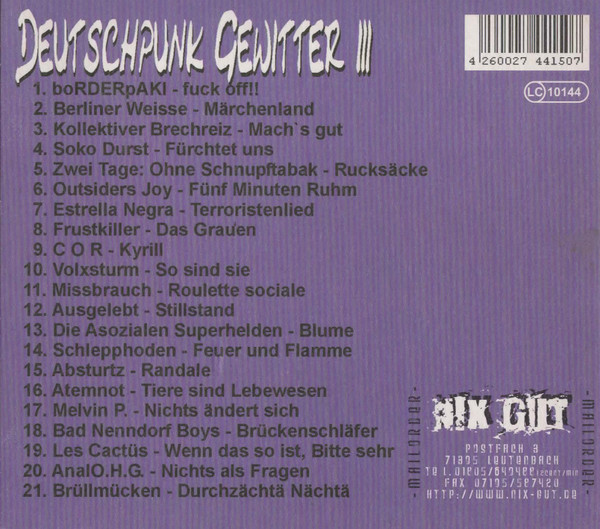 DEUTSCHPUNK GEWITTER III
4 260027 441507
LC 10144
1. boRDERpAKI - fuck off!!
2. Berliner Weisse - Märchenland
3. Kollektiver Brechreiz - Mach`s gut
4. Soko Durst - Fürchtet uns
5. Zwei Tage: Ohne Schnupftabak - Rucksäcke
6. Outsiders Joy - Fünf Minuten Ruhm
7. Estrella Negra - Terroristenlied
8. Frustkiller - Das Grauen
9. C O R - Kyrill
10. Volxsturm - So sind sie
11. Missbrauch - Roulette sociale
12. Ausgelebt - Stillstand
13. Die Asozialen Superhelden - Blume
14. Schlepphoden - Feuer und Flamme
15. Absturtz - Randale
16. Atemnot - Tiere sind Lebewesen
17. Melvin P. - Nichts ändert sich
18. Bad Nenndorf Boys - Brückenschläfer
19. Les Cactüs - Wenn das so ist, Bitte sehr
20. AnalO.H.G. - Nichts als Fragen
21. Brüllmücken - Durchzächtä Nächtä
-MAILORDER-
NIX GUT
-MAILORDER-
POSTFACH 3
71395 LEUTENBACH
FAX 07195/587420
HTTP://WWW.NIX-GUT.DE